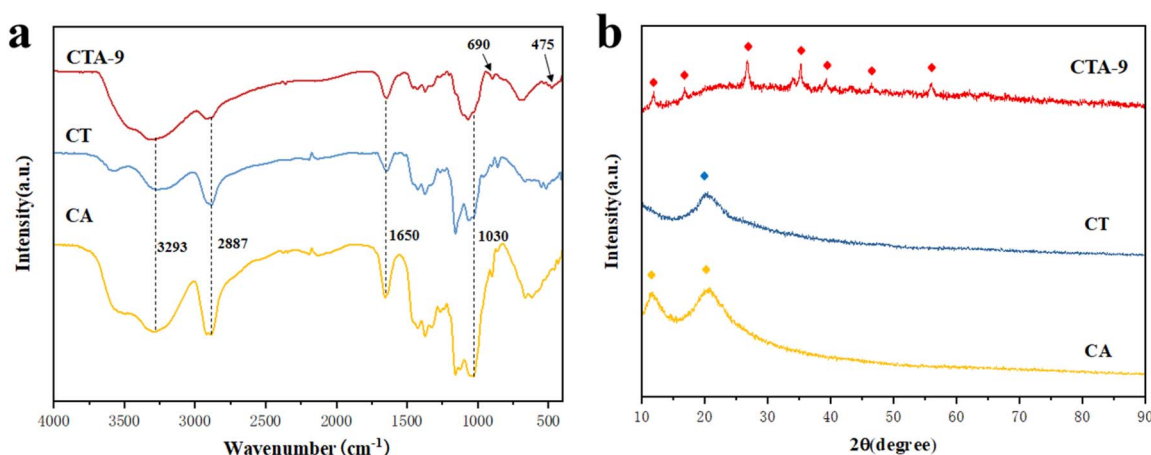 a
CTA-9
690
475
CT
CA
3293
2887
1650
1030
Intensity(a.u.)
4000
3500
3000
2500
2000
1500
1000
500
Wavenumber (cm-1)
b
CTA-9
CT
CA
Intensity(a.u.)
10
20
30
40
50
60
70
80
90
2θ(degree)